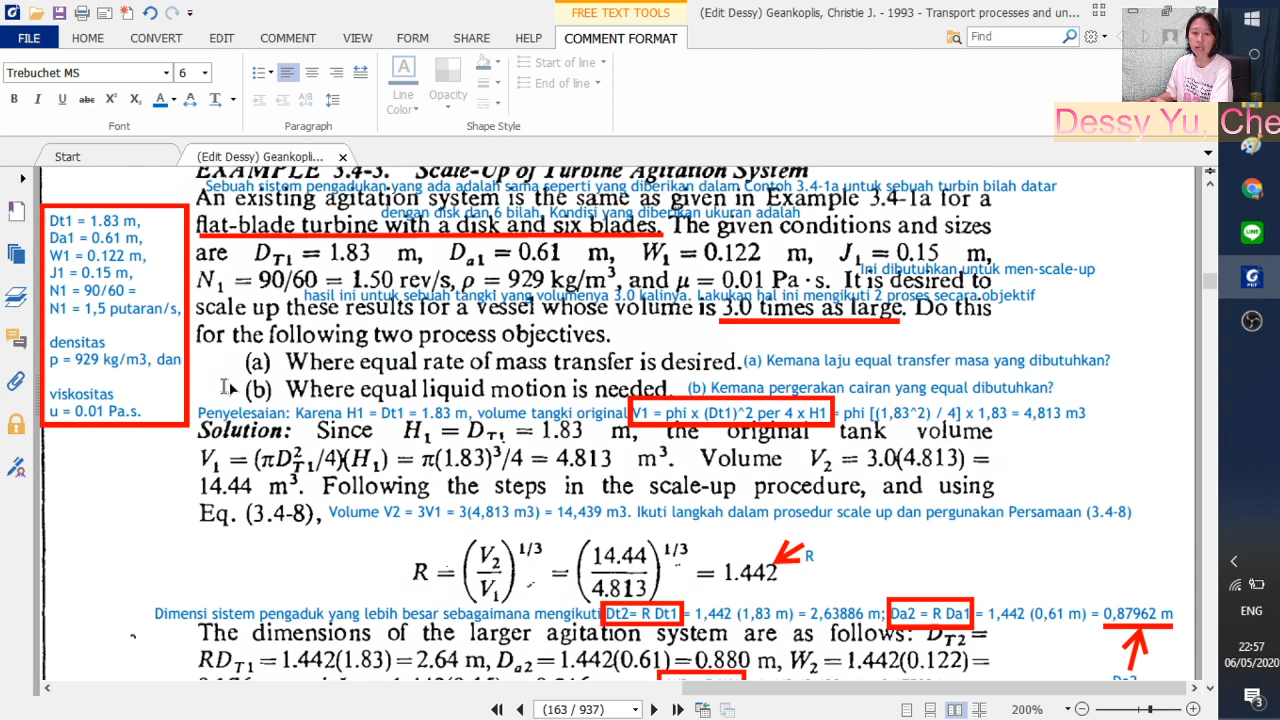 FREE TEXT TOOLS
(Edit Dessy) Geankoplis, Christie J. - 1993 - Transport processes and un...
FILE HOME CONVERT EDIT COMMENT VIEW FORM SHARE HELP COMMENT FORMAT
Find
Trebuchet MS 6
Start of line
End of line
Line Color
Opacity
Font
Paragraph
Shape Style
Dessy Yu, Che
Start
(Edit Dessy) Geankopli...
EXAMPLE 3.4-3. Scale-Up of Turbine Agitation System
Sebuah sistem pengadukan yang ada adalah sama seperti yang diberikan dalam Contoh 3.4-1a untuk sebuah turbin bilah datar
An existing agitation system is the same as given in Example 3.4-1a for a
dengan disk dan 6 bilah. Kondisi yang diberikan ukuran adalah
flat-blade turbine with a disk and six blades. The given conditions and sizes
are D_T1 = 1.83 m, D_a1 = 0.61 m, W_1 = 0.122 m, J_1 = 0.15 m,
Ini dibutuhkan untuk men-scale-up
N_1 = 90/60 = 1.50 rev/s, ρ = 929 kg/m³, and μ = 0.01 Pa·s. It is desired to
hasil ini untuk sebuah tangki yang volumenya 3.0 kalinya. Lakukan hal ini mengikuti 2 proses secara objektif
scale up these results for a vessel whose volume is 3.0 times as large. Do this
for the following two process objectives.
(a) Where equal rate of mass transfer is desired.
(a) Kemana laju equal transfer masa yang dibutuhkan?
(b) Where equal liquid motion is needed.
(b) Kemana pergerakan cairan yang equal dibutuhkan?
Dt1 = 1.83 m,
Da1 = 0.61 m,
W1 = 0.122 m,
J1 = 0.15 m,
N1 = 90/60 =
N1 = 1,5 putaran/s,
densitas
p = 929 kg/m3, dan
viskositas
u = 0.01 Pa.s.
Penyelesaian: Karena H1 = Dt1 = 1.83 m, volume tangki original V1 = phi x (Dt1)^2 per 4 x H1 = phi [(1,83^2) / 4] x 1,83 = 4,813 m3
Solution: Since H_1 = D_T1 = 1.83 m, the original tank volume
V_1 = (πD²_T1/4)(H_1) = π(1.83)³/4 = 4.813 m³. Volume V_2 = 3.0(4.813) =
14.44 m³. Following the steps in the scale-up procedure, and using
Eq. (3.4-8), Volume V2 = 3V1 = 3(4,813 m3) = 14,439 m3. Ikuti langkah dalam prosedur scale up dan pergunakan Persamaan (3.4-8)
R = (V_2/V_1)^1/3 = (14.44/4.813)^1/3 = 1.442
R
Dimensi sistem pengaduk yang lebih besar sebagaimana mengikuti Dt2= R Dt1 = 1,442 (1,83 m) = 2,63886 m; Da2 = R Da1 = 1,442 (0,61 m) = 0,87962 m
The dimensions of the larger agitation system are as follows: D_T2 =
RD_T1 = 1.442(1.83) = 2.64 m, D_a2 = 1.442(0.61) = 0.880 m, W_2 = 1.442(0.122) =
(163 / 937)
200%
ENG
22:57
06/05/2020
3